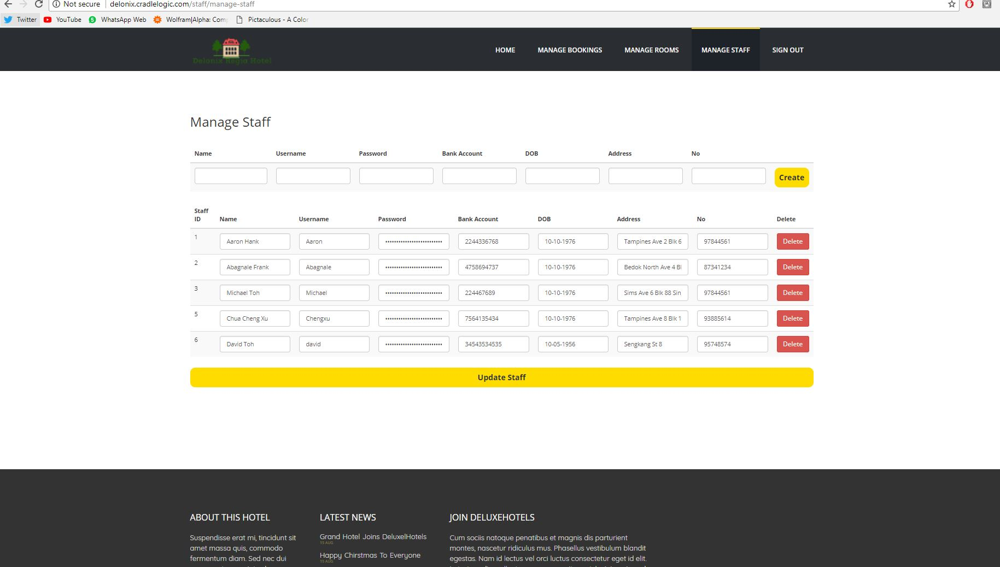 Not secure | delonix.cradlelogic.com/staff/manage-staff
Twitter YouTube WhatsApp Web Wolfram|Alpha: Com Pictaculous - A Color
Delonix Regia Hotel
HOME MANAGE BOOKINGS MANAGE ROOMS MANAGE STAFF SIGN OUT
Manage Staff
Name Username Password Bank Account DOB Address No
Create
Staff ID Name Username Password Bank Account DOB Address No Delete
1 Aaron Hank Aaron •••••••••••••••••••••••••• 2244336768 10-10-1976 Tampines Ave 2 Blk 6 97844561 Delete
2 Abagnale Frank Abagnale •••••••••••••••••••••••••• 4758694737 10-10-1976 Bedok North Ave 4 Bl 87341234 Delete
3 Michael Toh Michael •••••••••••••••••••••••••• 224467689 10-10-1976 Sims Ave 6 Blk 88 Sin 97844561 Delete
5 Chua Cheng Xu Chengxu •••••••••••••••••••••••••• 7564135434 10-10-1976 Tampines Ave 8 Blk 1 93885614 Delete
6 David Toh david •••••••••••••••••••••••••• 34543534535 10-05-1956 Sengkang St 8 95748574 Delete
Update Staff
ABOUT THIS HOTEL
Suspendisse erat mi, tincidunt sit
amet massa quis, commodo
fermentum diam. Sed nec dui
LATEST NEWS
Grand Hotel Joins DeluxelHotels
15 AUG
Happy Chirstmas To Everyone
15 AUG
JOIN DELUXEHOTELS
Cum sociis natoque penatibus et magnis dis parturient
montes, nascetur ridiculus mus. Phasellus vestibulum blandit
egestas. Nam id lectus vel orci luctus consectetur eget id elit.